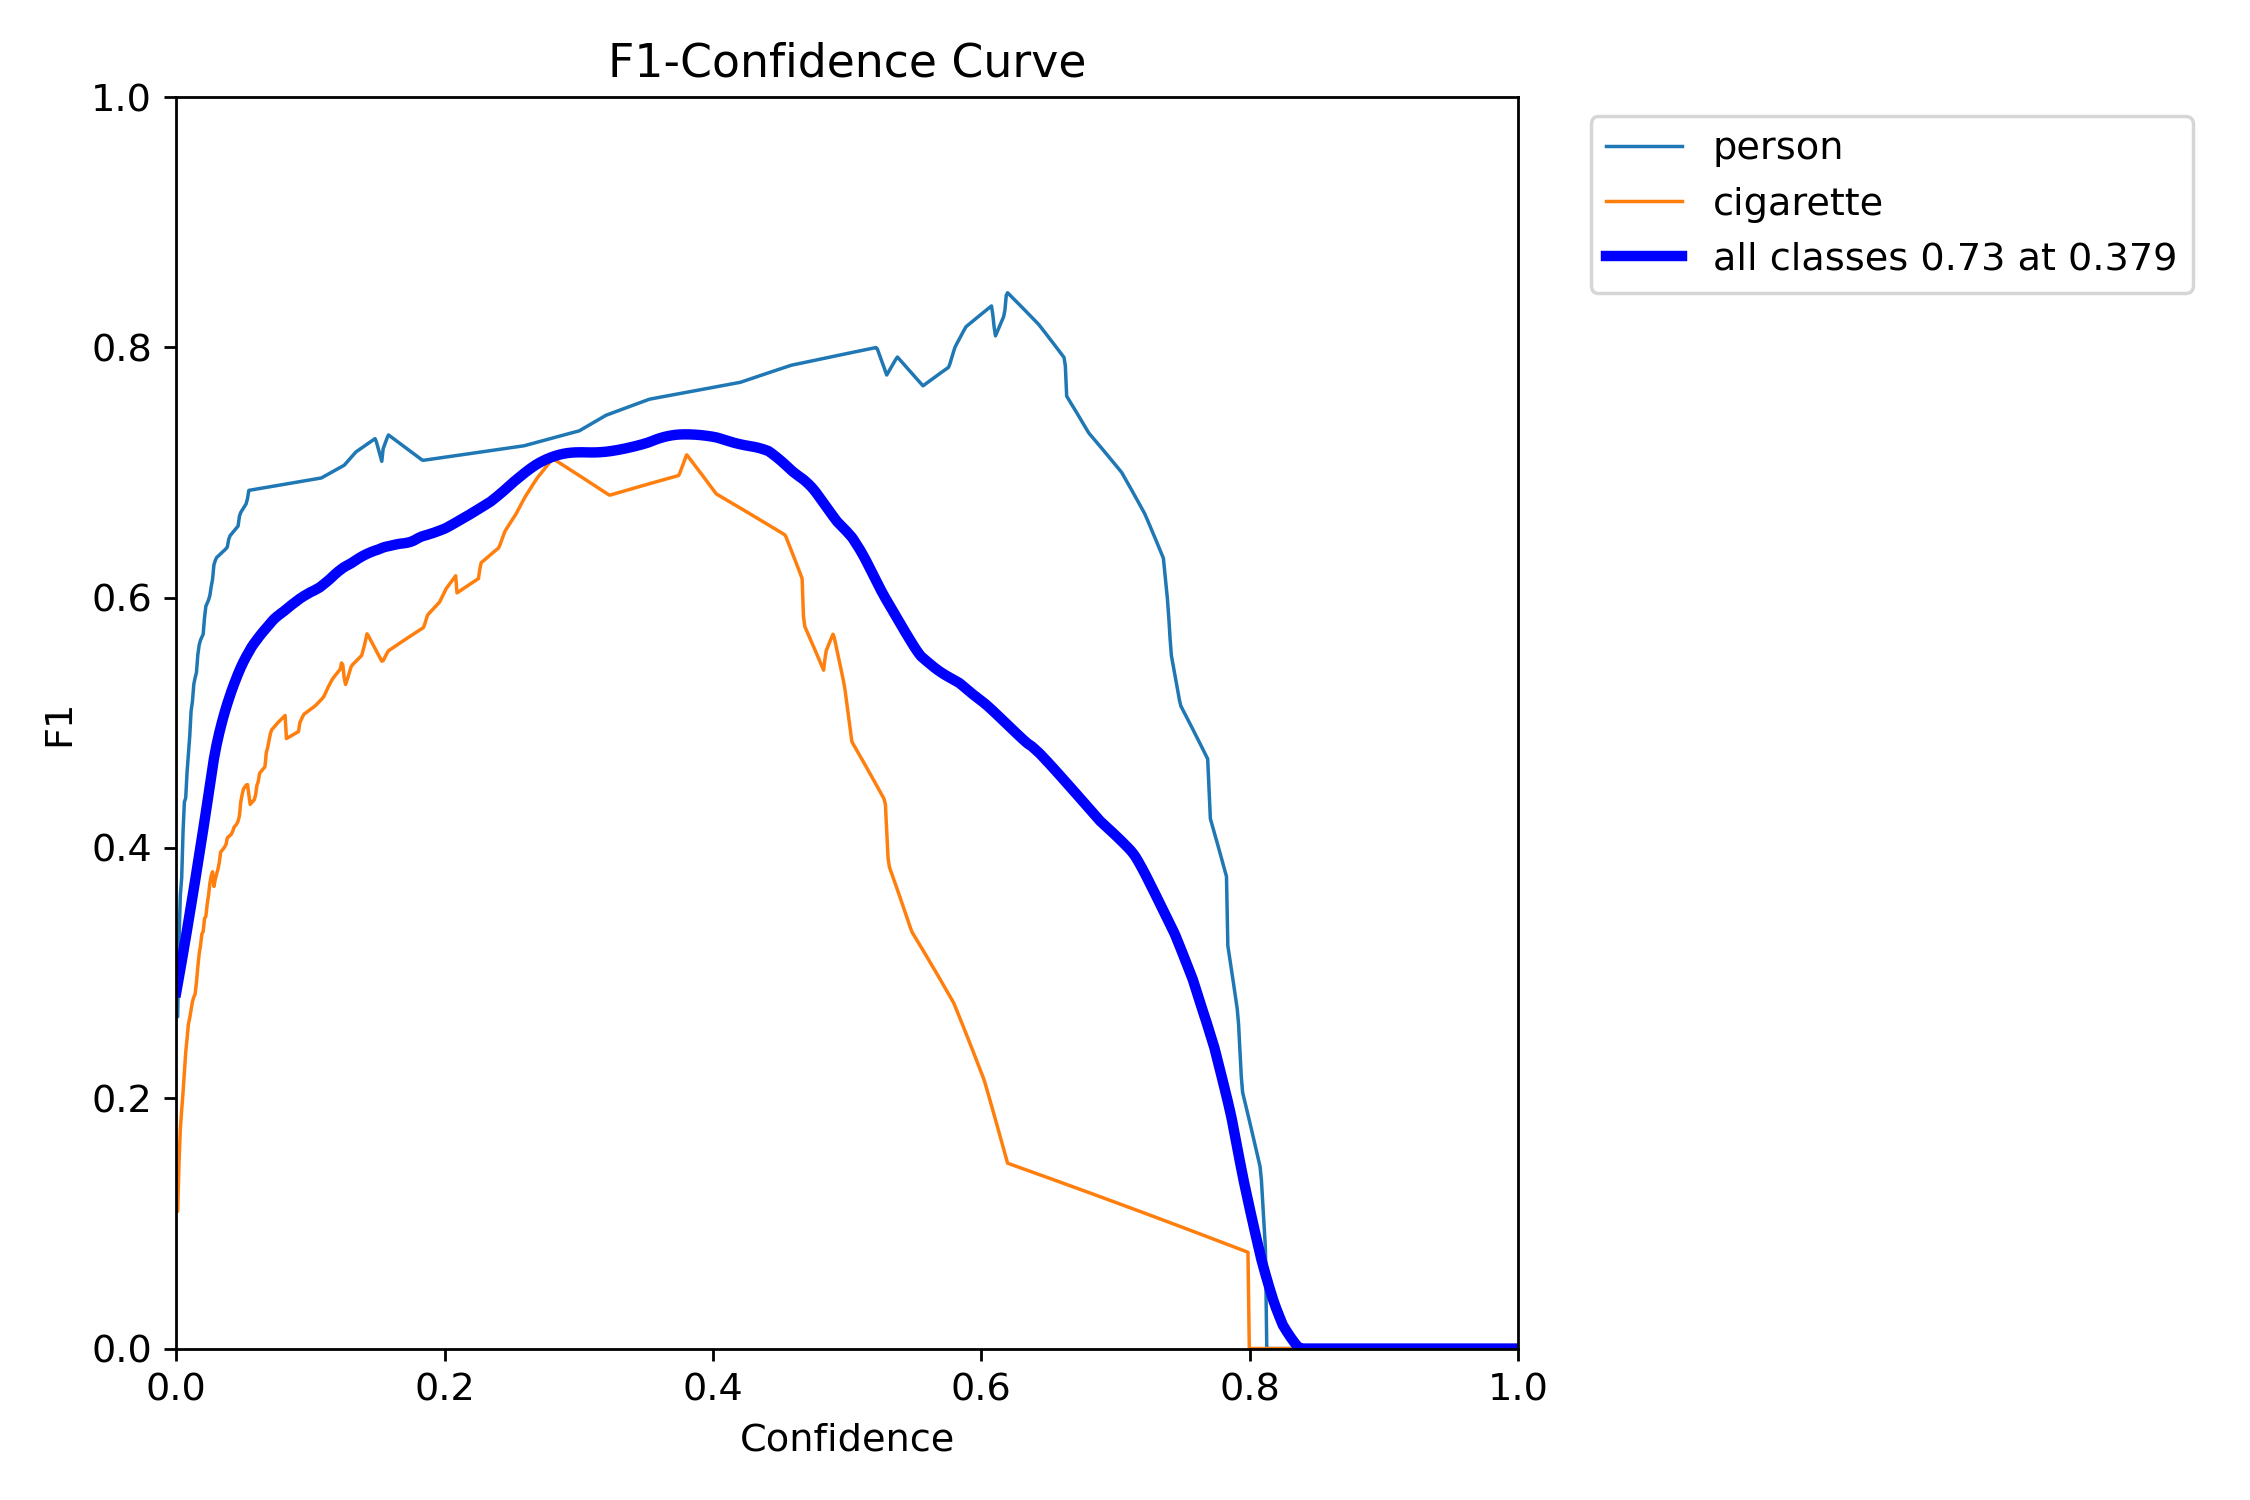 F1-Confidence Curve
person
cigarette
all classes 0.73 at 0.379
1.0
0.8
0.6
0.4
0.2
0.0
F1
0.0 0.2 0.4 0.6 0.8 1.0
Confidence